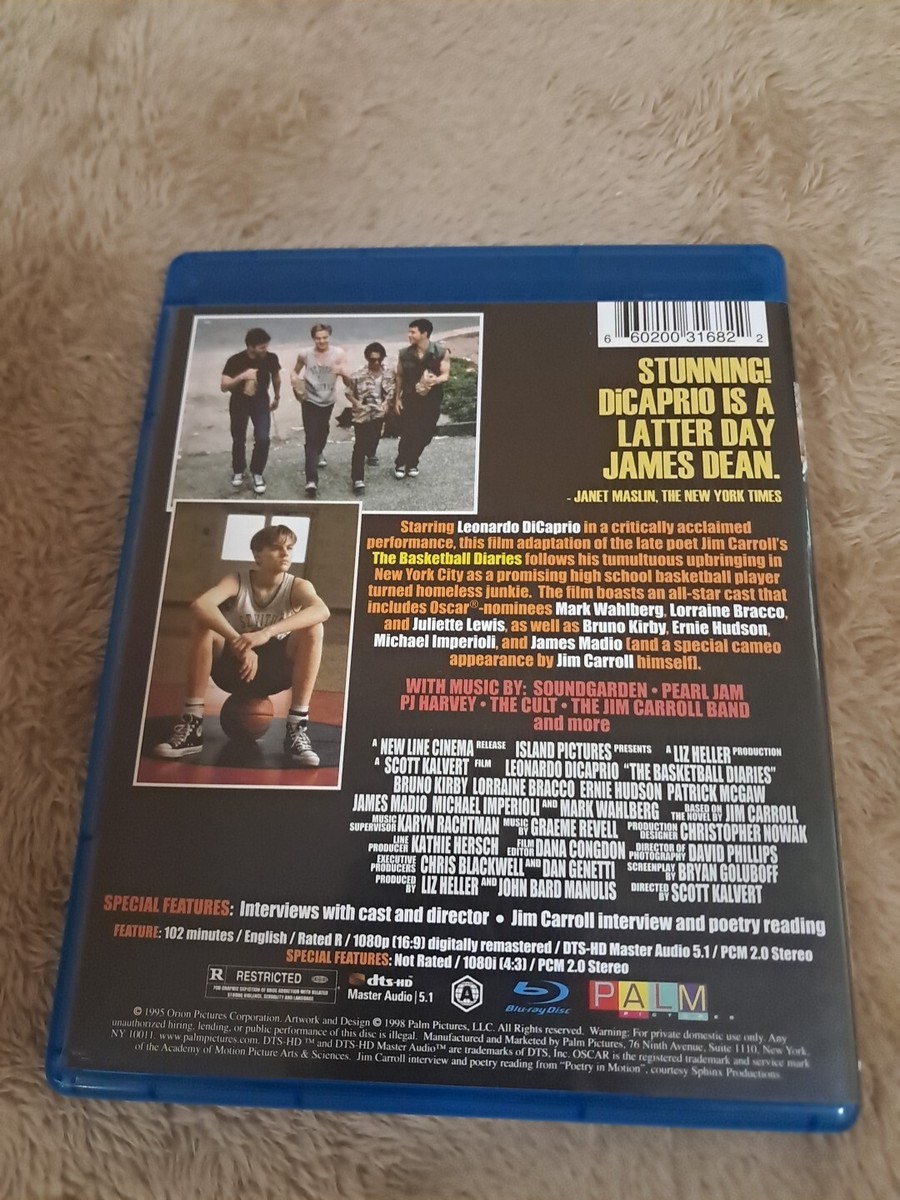 6 60200 31682 2
STUNNING!
DiCAPRIO IS A
LATTER DAY
JAMES DEAN.
- JANET MASLIN, THE NEW YORK TIMES
Starring Leonardo DiCaprio in a critically acclaimed
performance, this film adaptation of the late poet Jim Carroll's
The Basketball Diaries follows his tumultuous upbringing in
New York City as a promising high school basketball player
turned homeless junkie. The film boasts an all-star cast that
includes Oscar®-nominees Mark Wahlberg, Lorraine Bracco,
and Juliette Lewis, as well as Bruno Kirby, Ernie Hudson,
Michael Imperioli, and James Madio (and a special cameo
appearance by Jim Carroll himself).
WITH MUSIC BY: SOUNDGARDEN • PEARL JAM
PJ HARVEY • THE CULT • THE JIM CARROLL BAND
and more
A NEW LINE CINEMA RELEASE ISLAND PICTURES PRESENTS A LIZ HELLER PRODUCTION
A SCOTT KALVERT FILM LEONARDO DICAPRIO "THE BASKETBALL DIARIES"
BRUNO KIRBY LORRAINE BRACCO ERNIE HUDSON PATRICK MCGAW
JAMES MADIO MICHAEL IMPERIOLI AND MARK WAHLBERG BASED ON THE NOVEL BY JIM CARROLL
MUSIC SUPERVISOR KARYN RACHTMAN MUSIC BY GRAEME REVELL PRODUCTION DESIGNER CHRISTOPHER NOWAK
LINE PRODUCER KATHIE HERSCH FILM EDITOR DANA CONGDON DIRECTOR OF PHOTOGRAPHY DAVID PHILLIPS
EXECUTIVE PRODUCERS CHRIS BLACKWELL AND DAN GENETTI SCREENPLAY BY BRYAN GOLUBOFF
PRODUCED BY LIZ HELLER AND JOHN BARD MANULIS DIRECTED BY SCOTT KALVERT
SPECIAL FEATURES: Interviews with cast and director • Jim Carroll interview and poetry reading
FEATURE: 102 minutes / English / Rated R / 1080p (16:9) digitally remastered / DTS-HD Master Audio 5.1 / PCM 2.0 Stereo
SPECIAL FEATURES: Not Rated / 1080i (4:3) / PCM 2.0 Stereo
R RESTRICTED
FOR GRAPHIC DEPICTION OF DRUG ADDICTION WITH RELATED
STRONG VIOLENCE, SEXUALITY AND LANGUAGE
dts-HD
Master Audio | 5.1
A
Blu-ray Disc
PALM
PICTURES
© 1995 Orion Pictures Corporation. Artwork and Design © 1998 Palm Pictures, LLC. All Rights reserved. Warning: For private domestic use only. Any
unauthorized hiring, lending, or public performance of this disc is illegal. Manufactured and Marketed by Palm Pictures, 76 Ninth Avenue, Suite 1110, New York,
NY 10011. www.palmpictures.com. DTS-HD ™ and DTS-HD Master Audio™ are trademarks of DTS, Inc. OSCAR is the registered trademark and service mark
of the Academy of Motion Picture Arts & Sciences. Jim Carroll interview and poetry reading from "Poetry in Motion", courtesy Sphinx Productions.